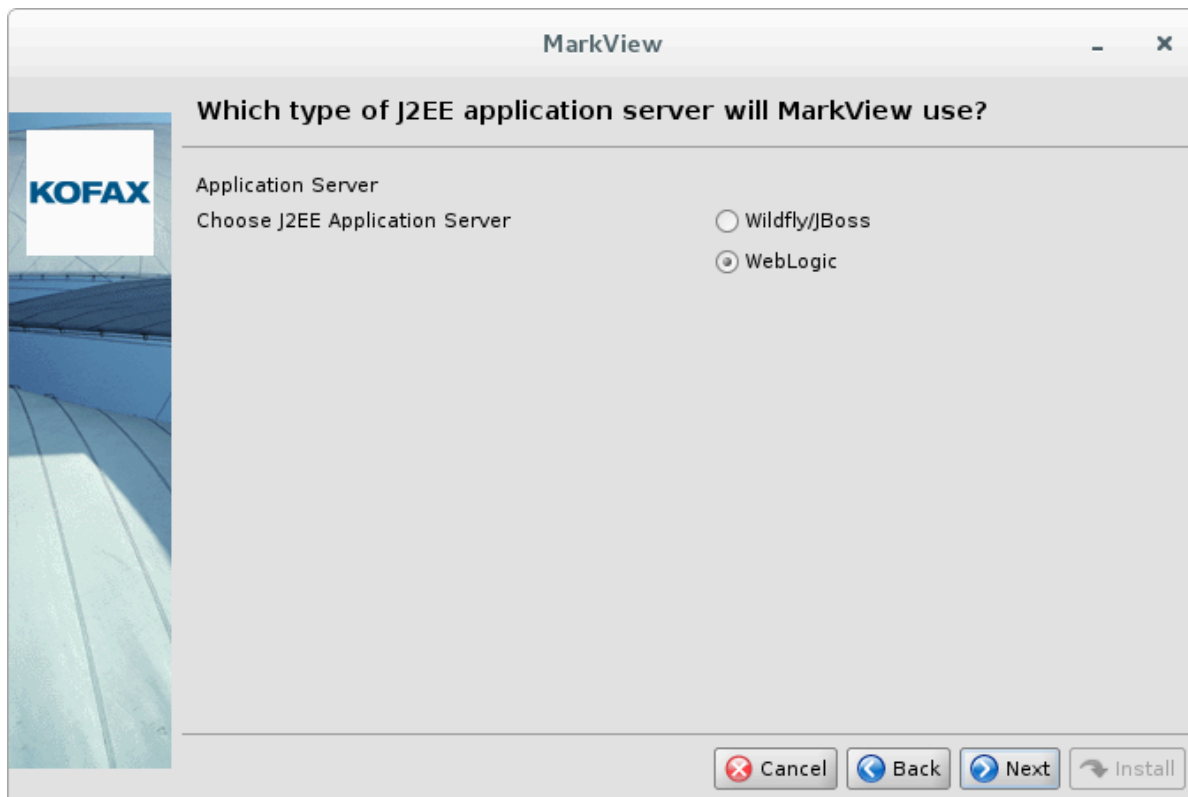 MarkView
Which type of J2EE application server will MarkView use?
KOFAX
Application Server
Choose J2EE Application Server
Wildfly/JBoss
WebLogic
Cancel Back Next Install